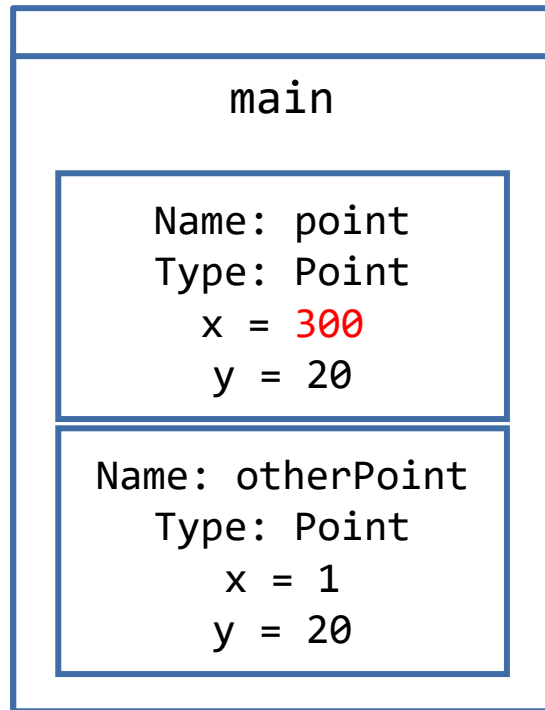 main
Name: point
Type: Point
x = 300
y = 20
Name: otherPoint
Type: Point
x = 1
y = 20